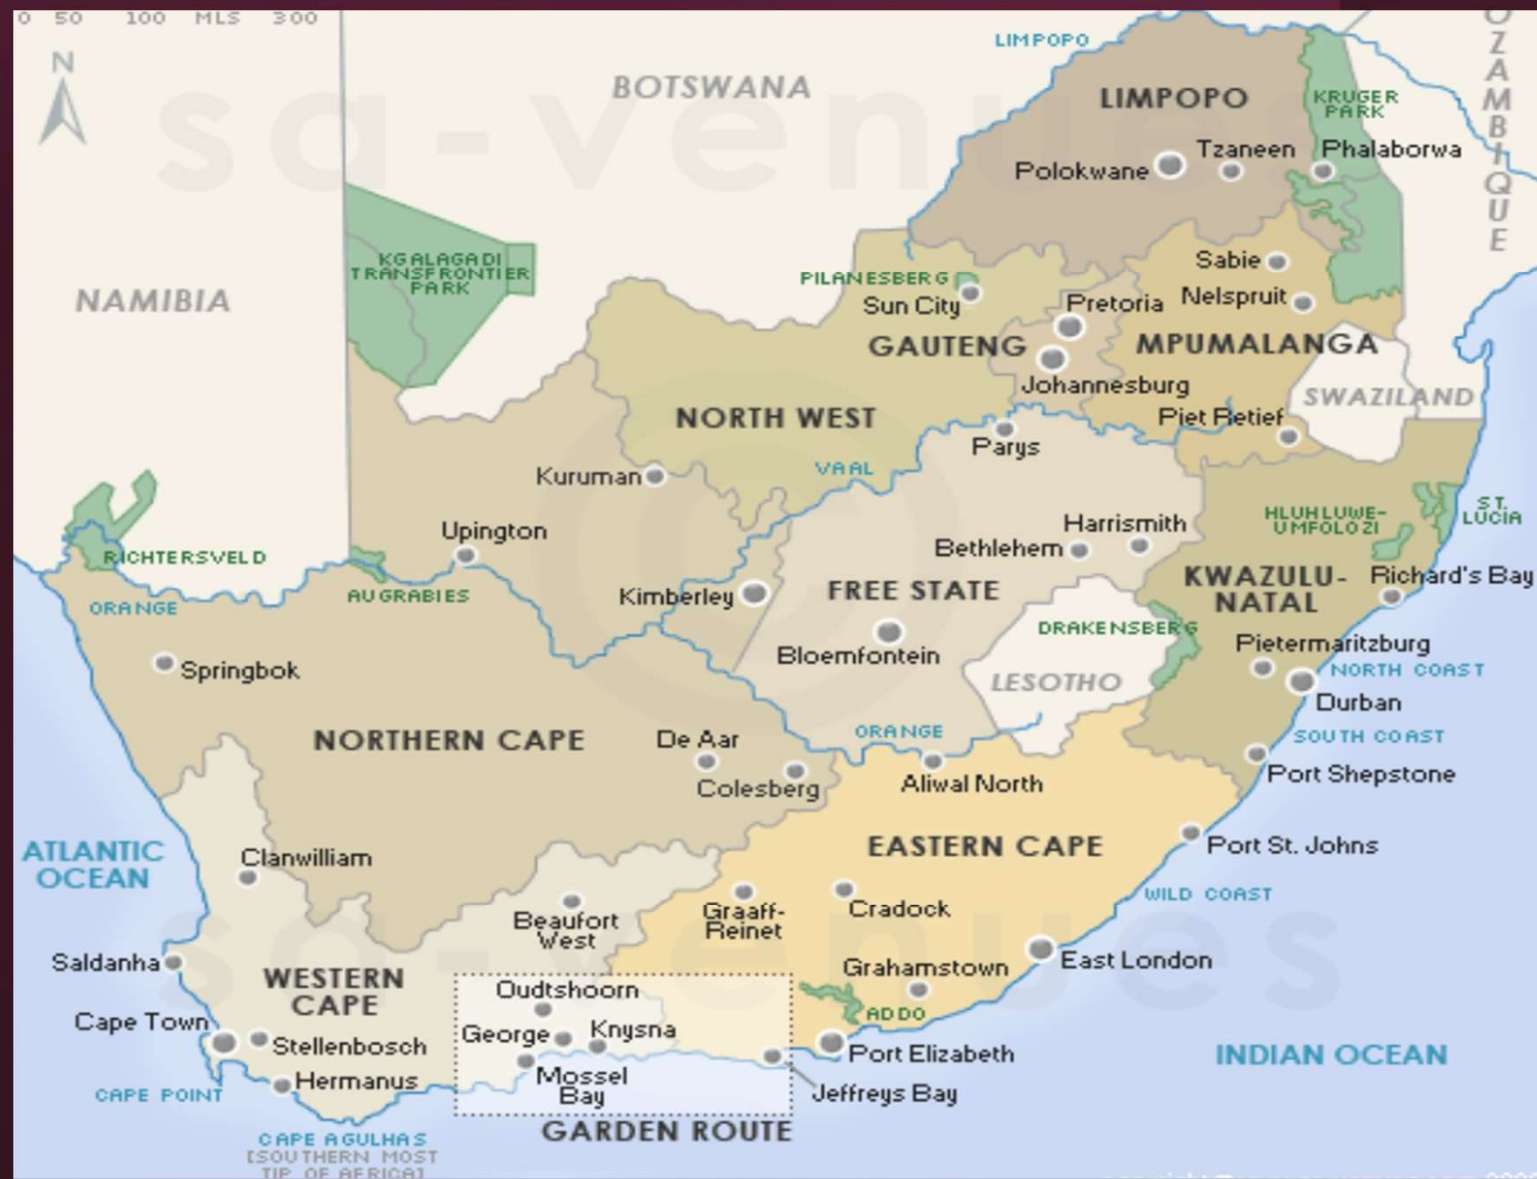 0 50 100 MLS 300
N
BOTSWANA
NAMIBIA
MOZAMBIQUE
sa-venues
LIMPOPO
LIMPOPO
KRUGER
PARK
Polokwane
Tzaneen
Phalaborwa
KGALAGADI
TRANSFRONTIER
PARK
PILANESBERG
Sun City
Sabie
Pretoria
Nelspruit
GAUTENG
MPUMALANGA
Johannesburg
SWAZILAND
NORTH WEST
Piet Retief
Parys
VAAL
Kuruman
Upington
Harrismith
Bethlehem
HLUHLUWE-
UMFOLOZI
ST.
LUCIA
RICHTERSVELD
ORANGE
AUGRABIES
Kimberley
FREE STATE
KWAZULU-
NATAL
Richard's Bay
DRAKENSBERG
Bloemfontein
Pietermaritzburg
NORTH COAST
Springbok
LESOTHO
Durban
NORTHERN CAPE
De Aar
ORANGE
SOUTH COAST
Colesberg
Aliwal North
Port Shepstone
ATLANTIC
OCEAN
Clanwilliam
EASTERN CAPE
Port St. Johns
WILD COAST
Beaufort
West
Graaff-
Reinet
Cradock
sa-venues
Saldanha
WESTERN
CAPE
Grahamstown
East London
Oudtshoorn
ADDO
Cape Town
Stellenbosch
George
Knysna
Port Elizabeth
INDIAN OCEAN
Hermanus
Mossel
Bay
Jeffreys Bay
CAPE POINT
GARDEN ROUTE
CAPE AGULHAS
[SOUTHERN MOST
TIP OF AFRICA]